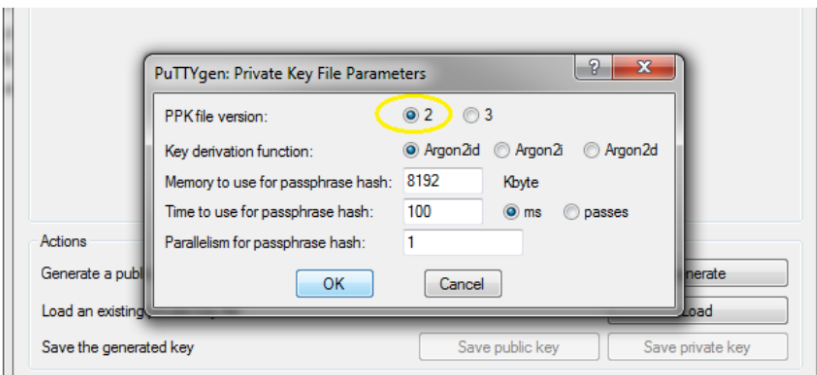 PuTTYgen: Private Key File Parameters
PPK file version: 2 3
Key derivation function: Argon2id Argon2i Argon2d
Memory to use for passphrase hash: 8192 Kbyte
Time to use for passphrase hash: 100 ms passes
Parallelism for passphrase hash: 1
OK Cancel
Actions
Generate a publ nerate
Load an existing Load
Save the generated key Save public key Save private key